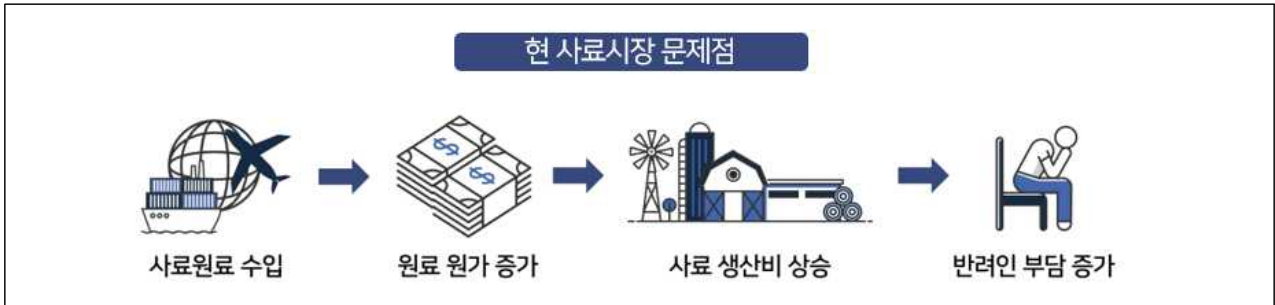 현 사료시장 문제점
사료원료 수입
원료 원가 증가
사료 생산비 상승
반려인 부담 증가